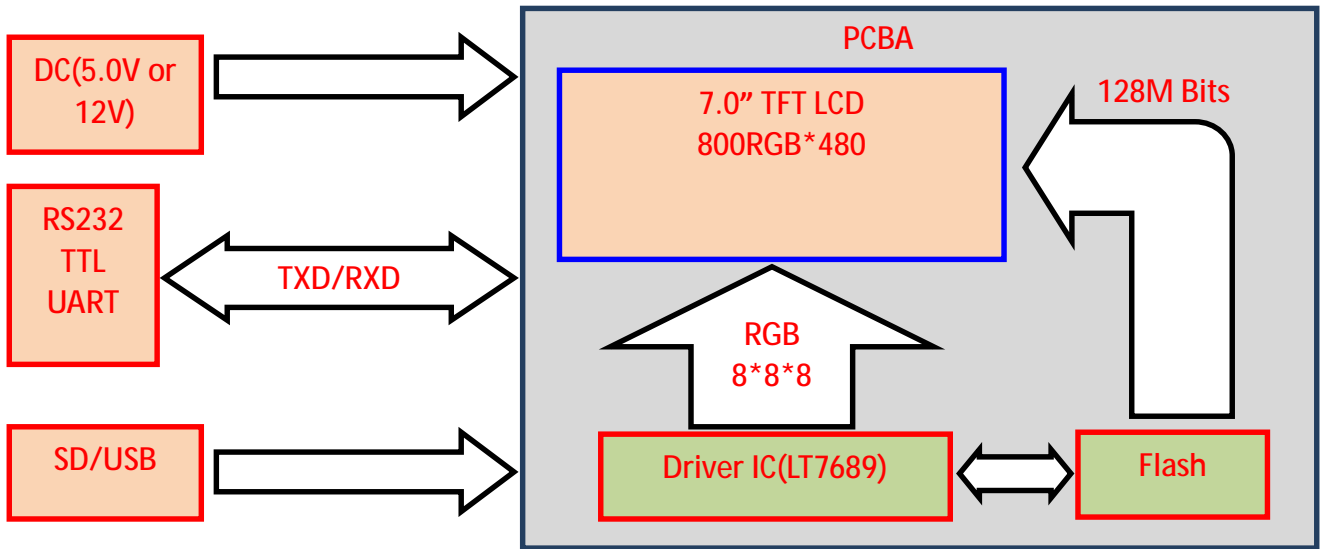 PCBA
DC(5.0V or
12V)
7.0” TFT LCD
800RGB*480
128M Bits
RS232
TTL
UART
TXD/RXD
RGB
8*8*8
SD/USB
Driver IC(LT7689)
Flash